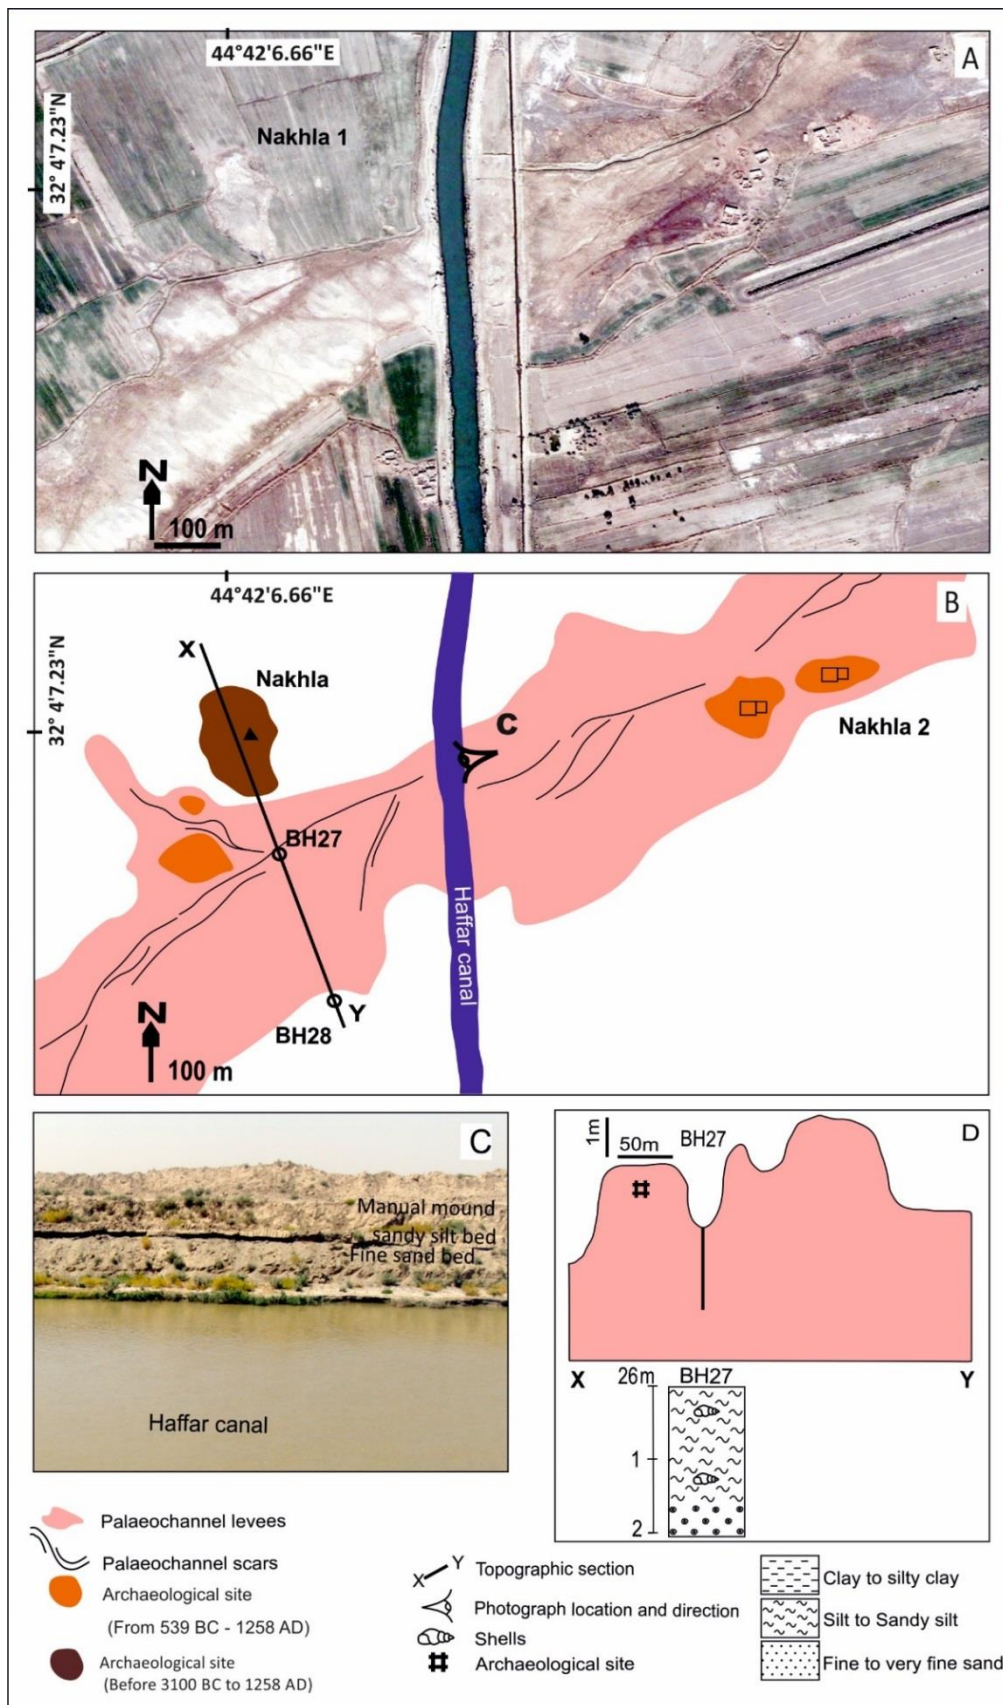 44°42'6.66"E
A
32° 4'7.23"N
Nakhla 1
N
100 m
44°42'6.66"E
B
32° 4'7.23"N
X
Nakhla
C
Nakhla 2
BH27
Haffar canal
Y
BH28
N
100 m
C
Manual mound
sandy silt bed
Fine sand bed
Haffar canal
D
1m
50m
BH27
X
Y
26m
BH27
1
2
Palaeochannel levees
Palaeochannel scars
Archaeological site
(From 539 BC - 1258 AD)
Archaeological site
(Before 3100 BC to 1258 AD)
X Y Topographic section
Photograph location and direction
Shells
Archaeological site
Clay to silty clay
Silt to Sandy silt
Fine to very fine sand